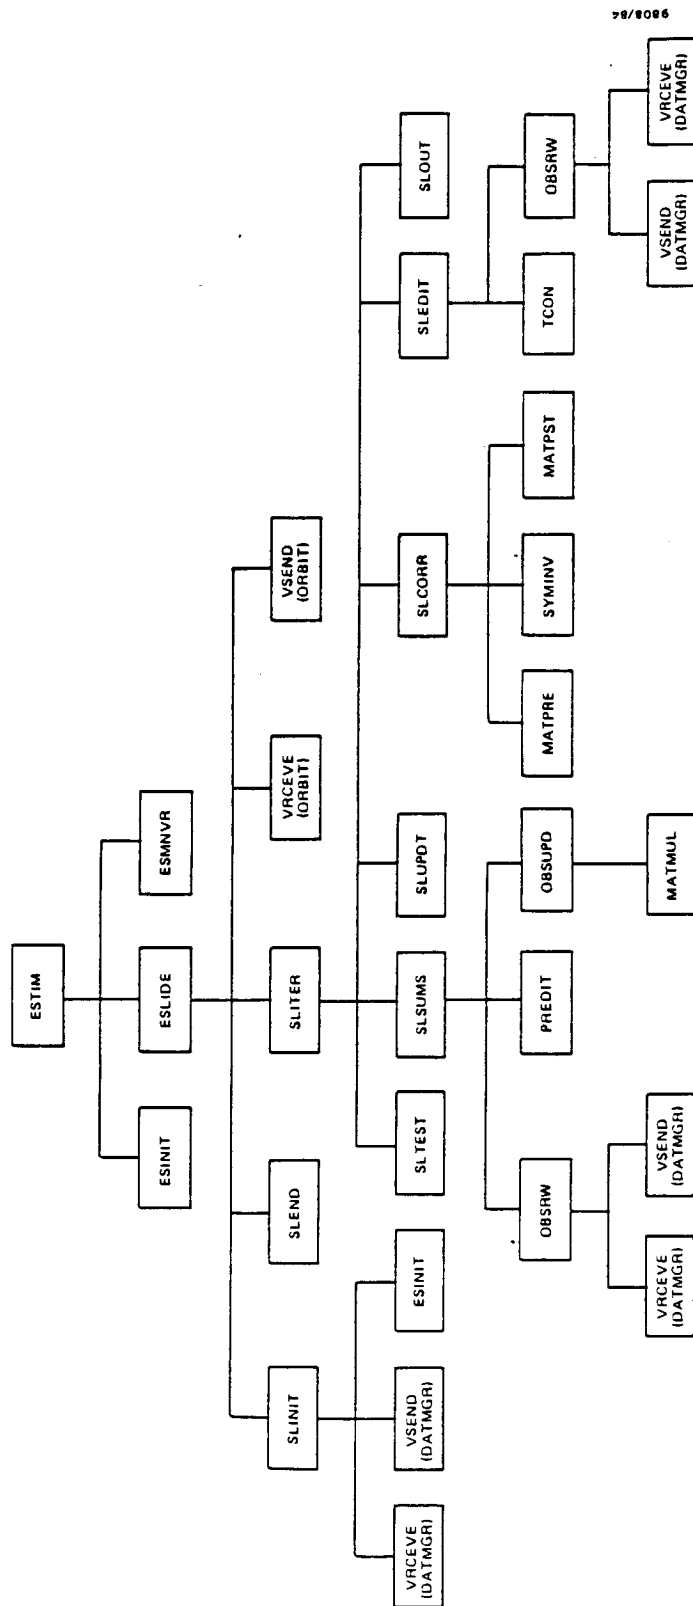 9808/84
ESTIM
ESINIT
ESLIDE
ESMNVR
SLINIT
SLEND
SLITER
VRCEVE
(ORBIT)
VSEND
(ORBIT)
VRCEVE
(DATMGR)
VSEND
(DATMGR)
ESINIT
SLTEST
SLSUMS
SLUPDT
SLCORR
SLEDIT
SLOUT
OBSRW
PREDIT
OBSUPD
MATPRE
SYMINV
MATPST
TCON
OBSRW
VRCEVE
(DATMGR)
VSEND
(DATMGR)
MATMUL
VSEND
(DATMGR)
VRCEVE
(DATMGR)